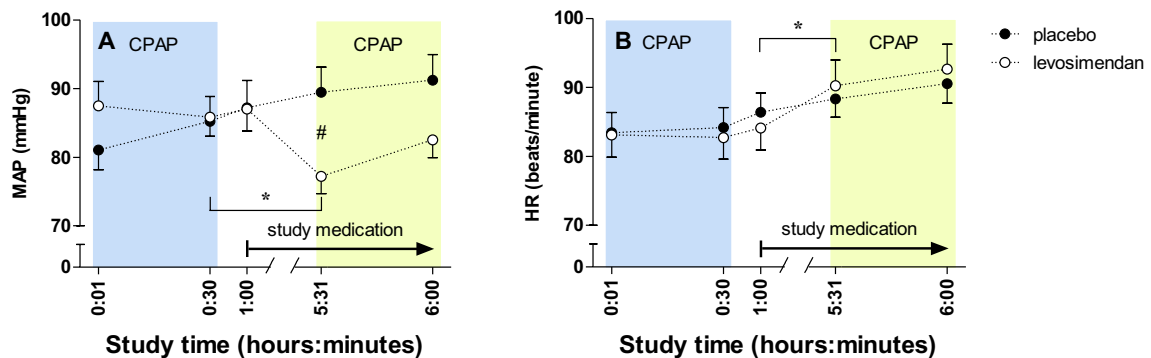 A CPAP CPAP
100
90
80
70
0
MAP (mmHg)
#
*
study medication
0:01 0:30 1:00 5:31 6:00
Study time (hours:minutes)
B CPAP CPAP
100
90
80
70
0
HR (beats/minute)
*
study medication
0:01 0:30 1:00 5:31 6:00
Study time (hours:minutes)
placebo
levosimendan